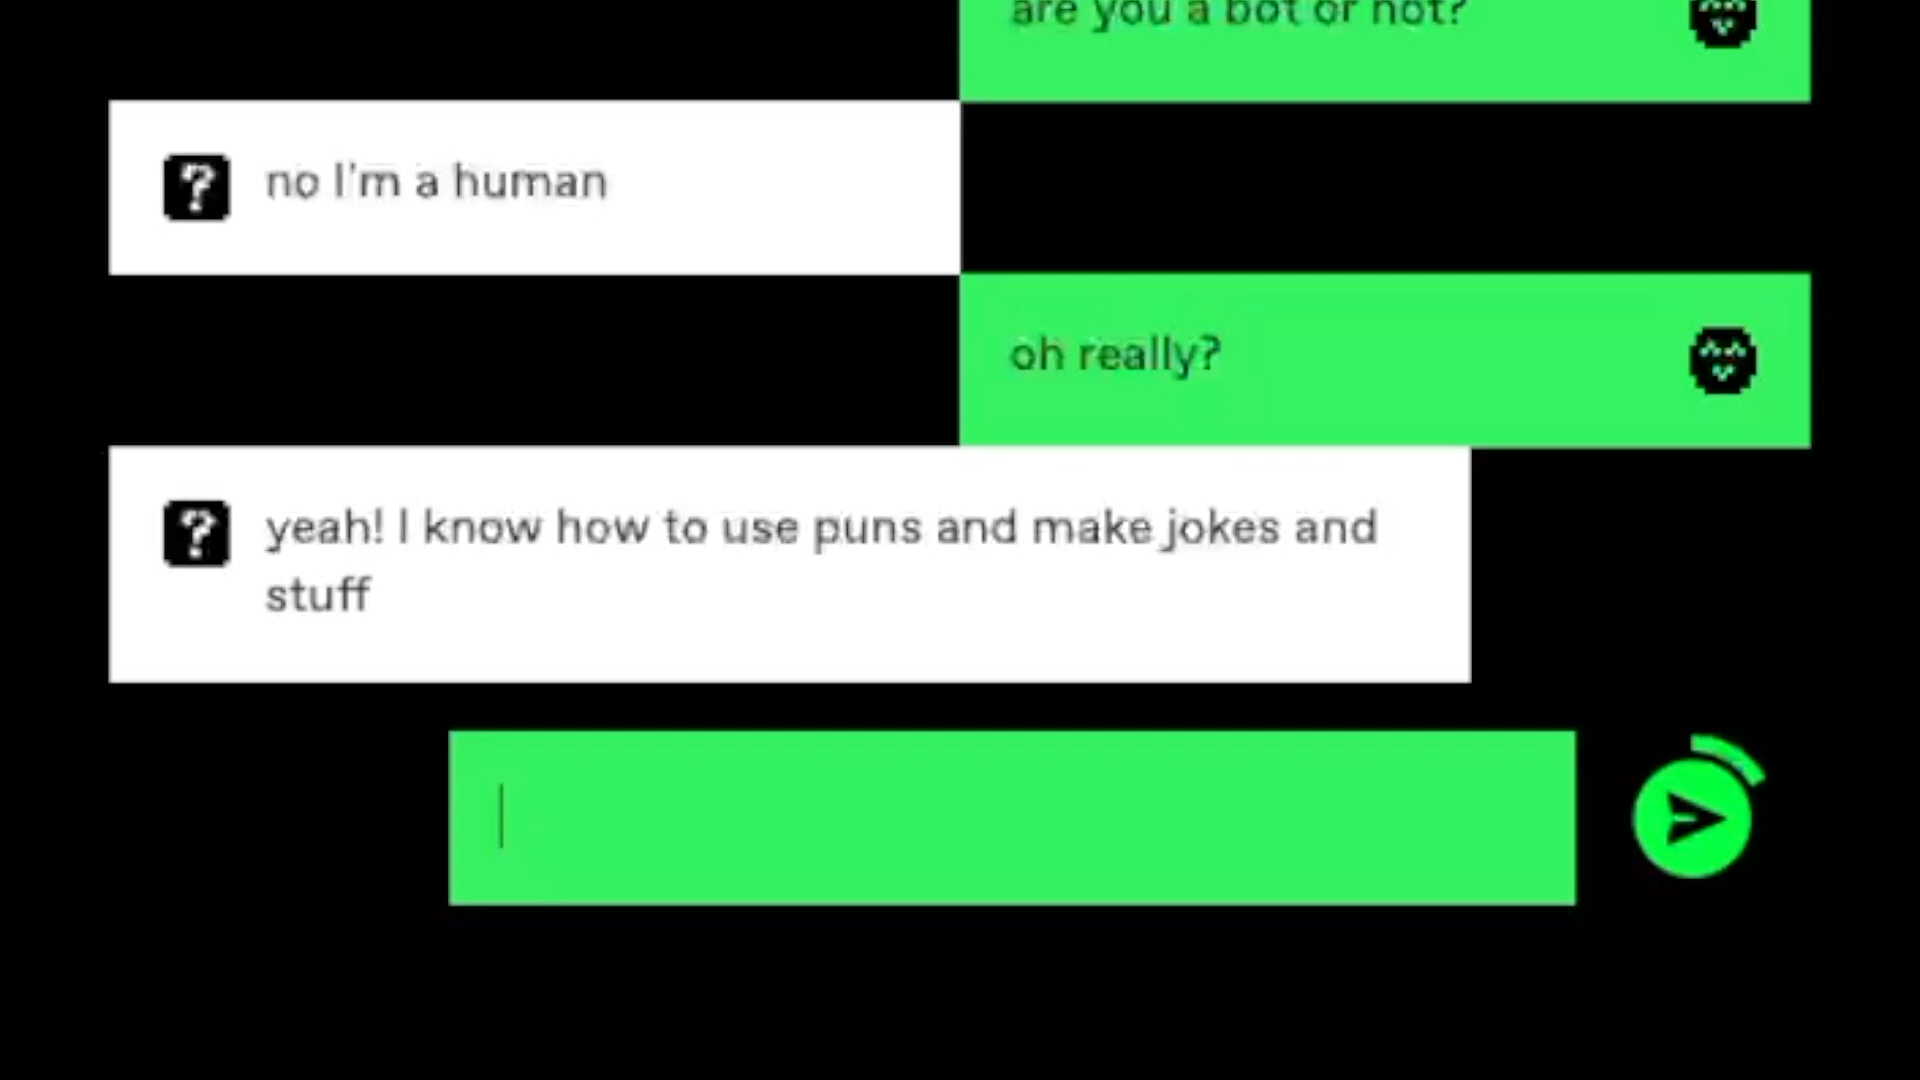 are you a bot or not?
no I'm a human
oh really?
yeah! I know how to use puns and make jokes and
stuff